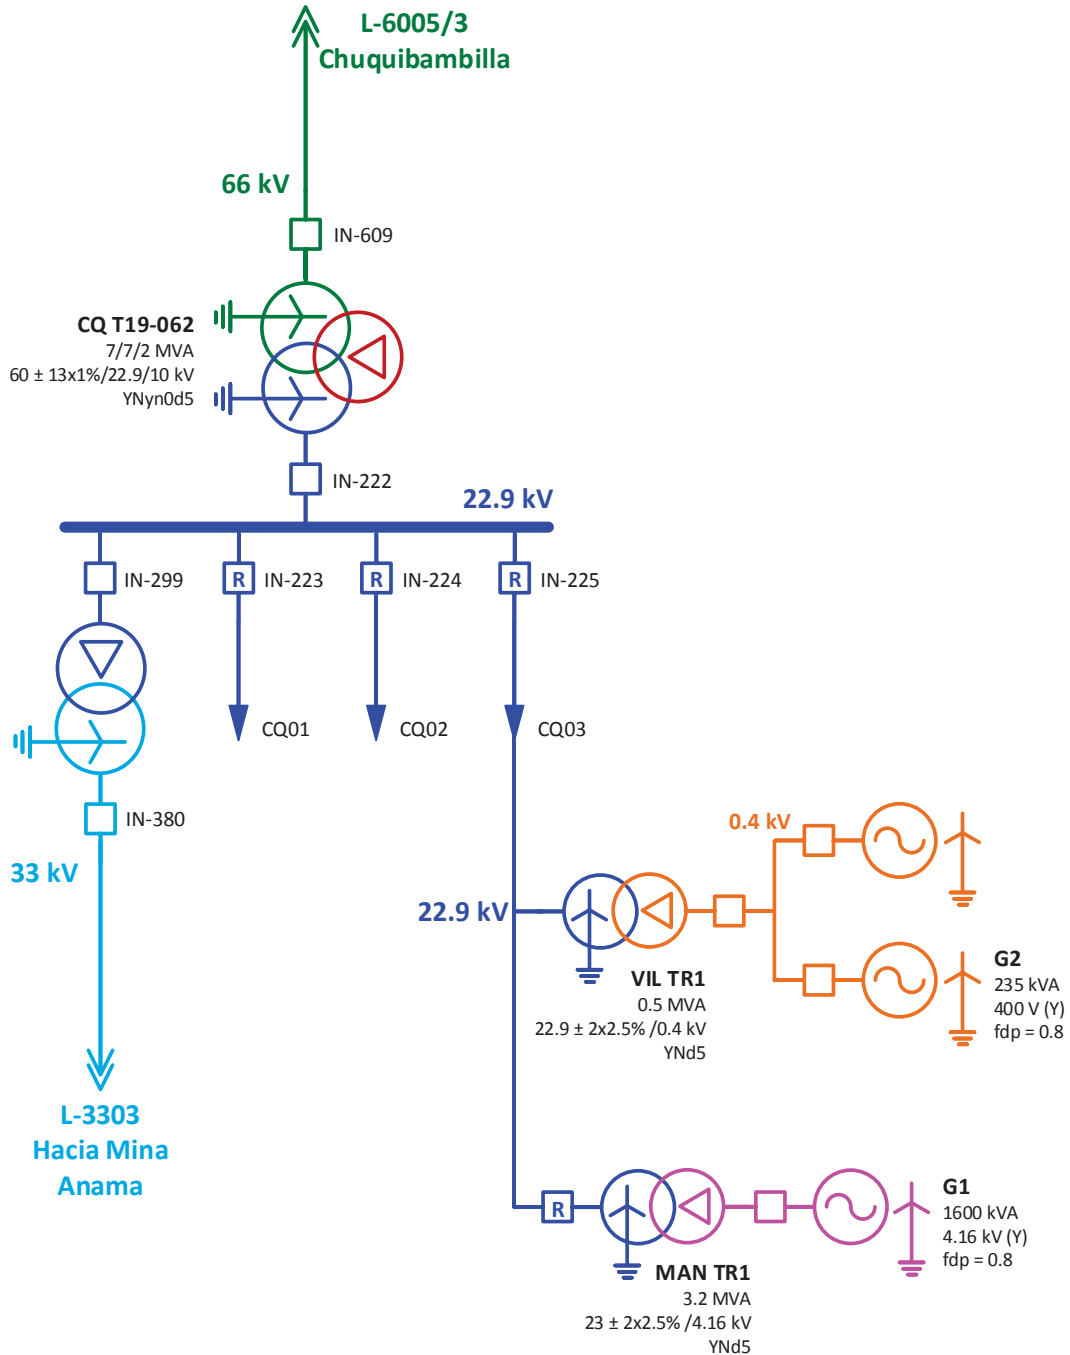 L-6005/3
Chuquibambilla
66 kV
IN-609
CQ T19-062
7/7/2 MVA
60 ± 13x1%/22.9/10 kV
YNyn0d5
IN-222
22.9 kV
IN-299
R
IN-223
R
IN-224
R
IN-225
CQ01
CQ02
CQ03
IN-380
33 kV
0.4 kV
22.9 kV
VIL TR1
0.5 MVA
22.9 ± 2x2.5% /0.4 kV
YNd5
G2
235 kVA
400 V (Y)
fdp = 0.8
L-3303
Hacia Mina
Anama
R
MAN TR1
3.2 MVA
23 ± 2x2.5% /4.16 kV
YNd5
G1
1600 kVA
4.16 kV (Y)
fdp = 0.8